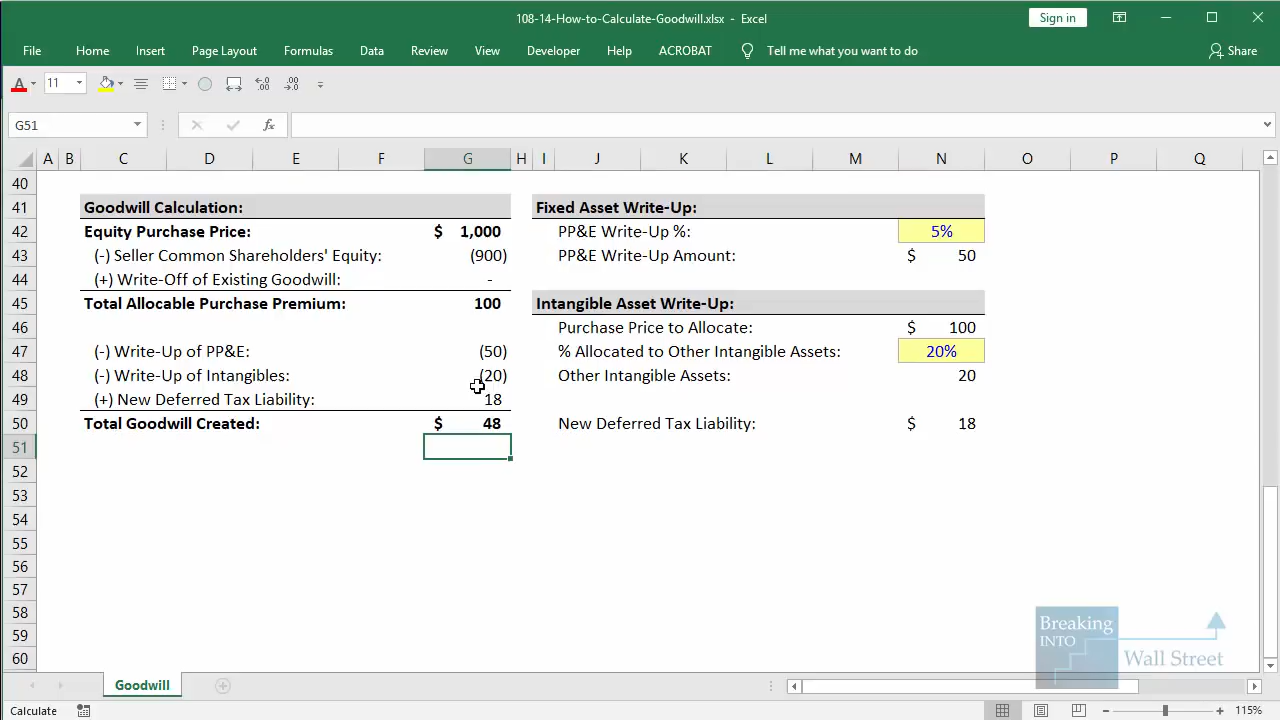 108-14-How-to-Calculate-Goodwill.xlsx - Excel
Sign in
File Home Insert Page Layout Formulas Data Review View Developer Help ACROBAT Tell me what you want to do Share
A 11
G51 fx
A B C D E F G H I J K L M N O P Q
40
41 Goodwill Calculation: Fixed Asset Write-Up:
42 Equity Purchase Price: $ 1,000 PP&E Write-Up %: 5%
43 (-) Seller Common Shareholders' Equity: (900) PP&E Write-Up Amount: $ 50
44 (+) Write-Off of Existing Goodwill: -
45 Total Allocable Purchase Premium: 100 Intangible Asset Write-Up:
46 Purchase Price to Allocate: $ 100
47 (-) Write-Up of PP&E: (50) % Allocated to Other Intangible Assets: 20%
48 (-) Write-Up of Intangibles: (20) Other Intangible Assets: 20
49 (+) New Deferred Tax Liability: 18
50 Total Goodwill Created: $ 48 New Deferred Tax Liability: $ 18
51
52
53
54
55
56
57
58
59
60
Breaking
INTO
Wall Street
Goodwill
Calculate 115%